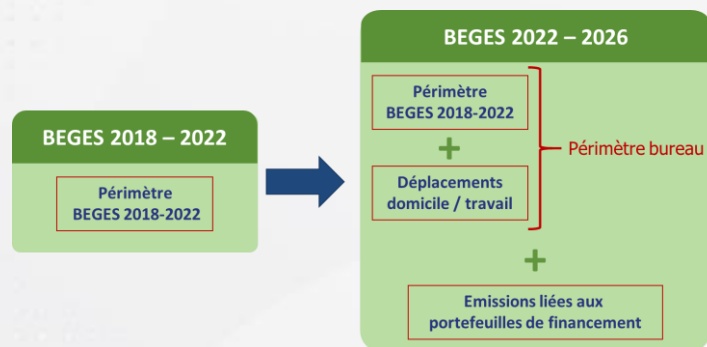 BEGES 2018 – 2022
Périmètre
BEGES 2018-2022
BEGES 2022 – 2026
Périmètre
BEGES 2018-2022
+
Déplacements
domicile / travail
Périmètre bureau
+
Emissions liées aux
portefeuilles de financement